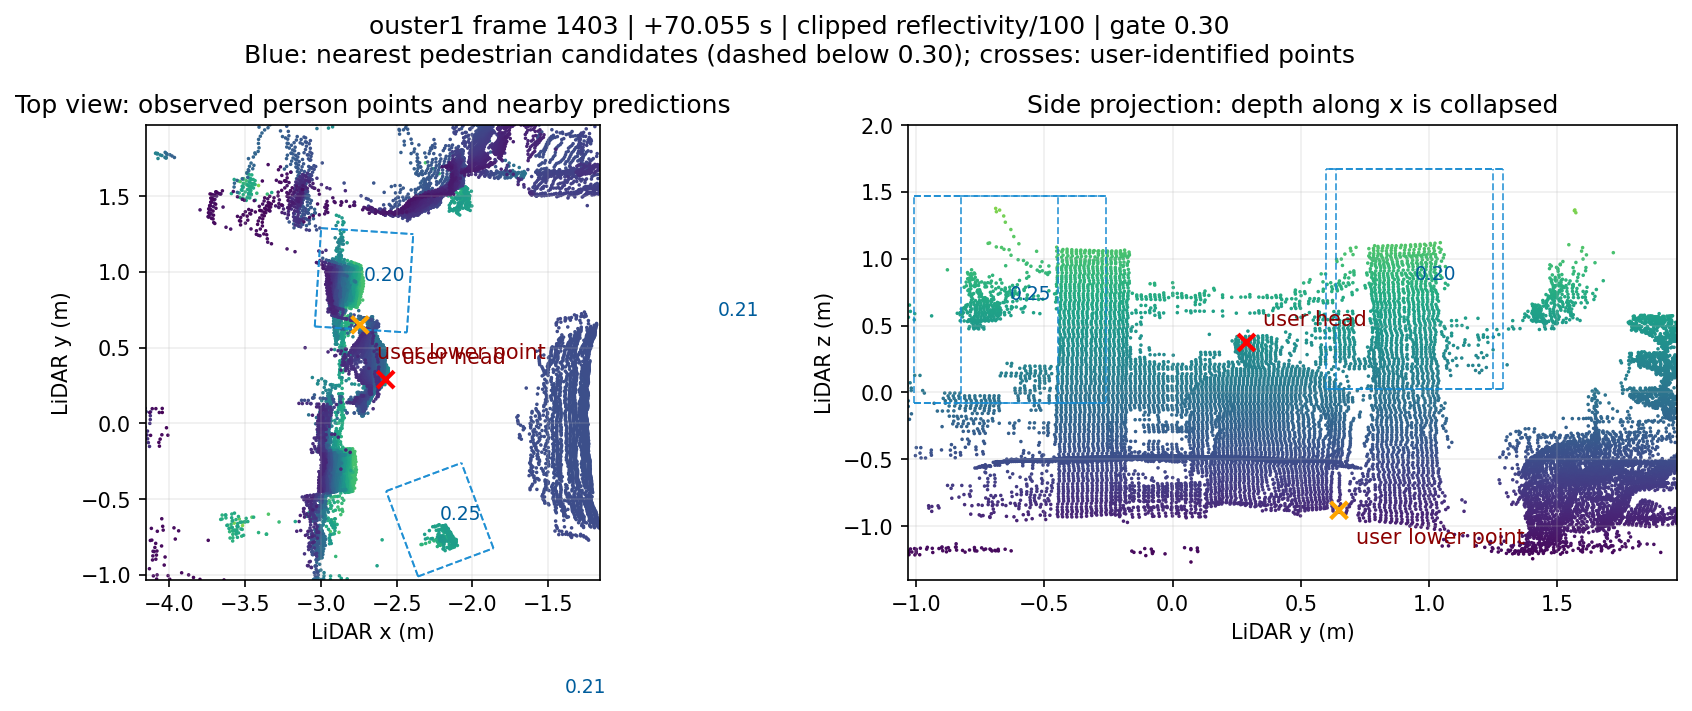 ouster1 frame 1403 | +70.055 s | clipped reflectivity/100 | gate 0.30
Blue: nearest pedestrian candidates (dashed below 0.30); crosses: user-identified points
Top view: observed person points and nearby predictions
1.5
1.0
0.5
0.0
−0.5
−1.0
LiDAR y (m)
0.20
user lower point
user head
0.25
0.21
−4.0
−3.5
−3.0
−2.5
−2.0
−1.5
LiDAR x (m)
0.21
Side projection: depth along x is collapsed
2.0
1.5
1.0
0.5
0.0
−0.5
−1.0
LiDAR z (m)
0.25
0.20
user head
user lower point
−1.0
−0.5
0.0
0.5
1.0
1.5
LiDAR y (m)